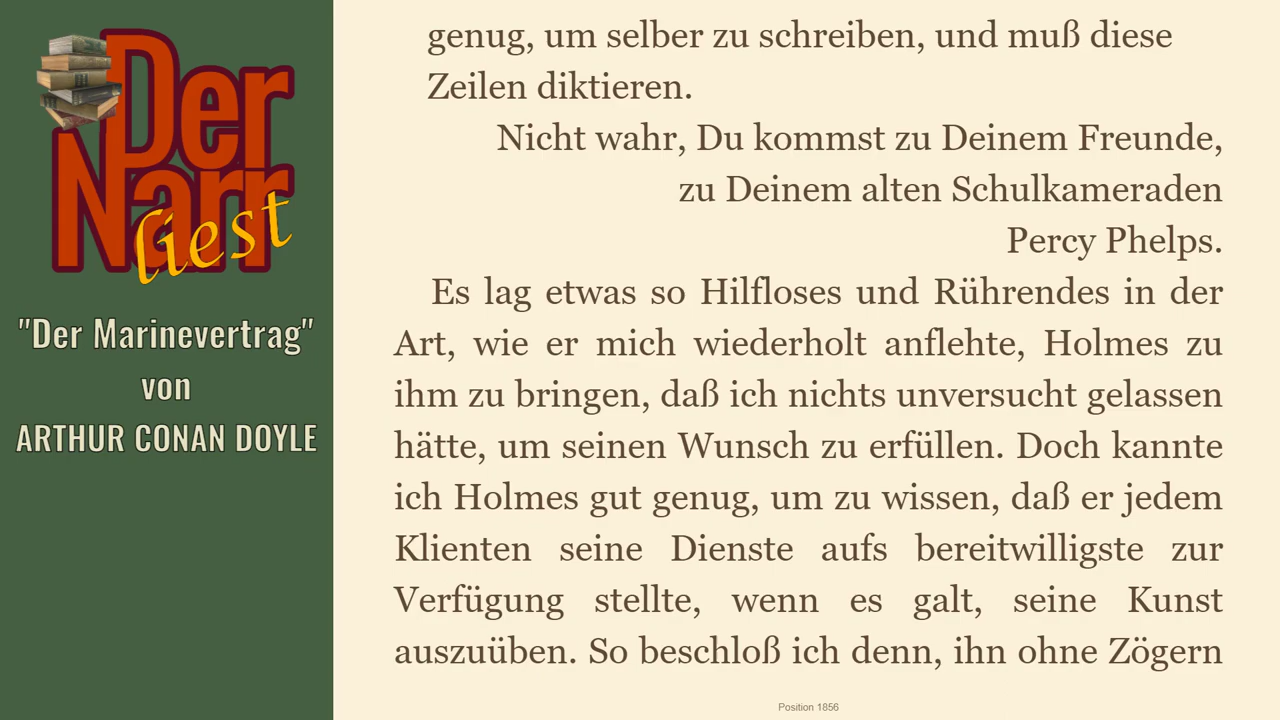 Der
Narr
liest
"Der Marinevertrag"
von
ARTHUR CONAN DOYLE
genug, um selber zu schreiben, und muß diese
Zeilen diktieren.
Nicht wahr, Du kommst zu Deinem Freunde,
zu Deinem alten Schulkameraden
Percy Phelps.
Es lag etwas so Hilfloses und Rührendes in der
Art, wie er mich wiederholt anflehte, Holmes zu
ihm zu bringen, daß ich nichts unversucht gelassen
hätte, um seinen Wunsch zu erfüllen. Doch kannte
ich Holmes gut genug, um zu wissen, daß er jedem
Klienten seine Dienste aufs bereitwilligste zur
Verfügung stellte, wenn es galt, seine Kunst
auszuüben. So beschloß ich denn, ihn ohne Zögern
Position 1856